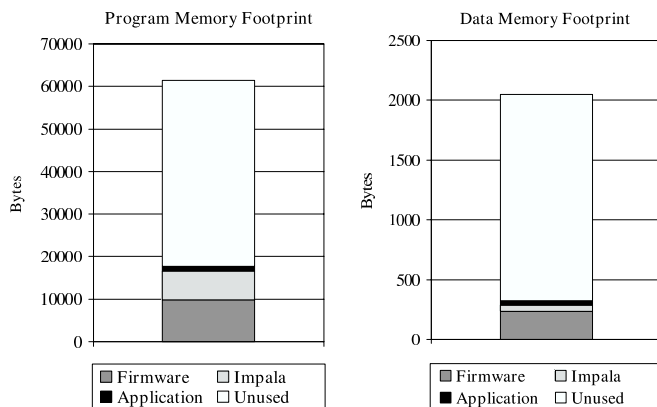 Program Memory Footprint
70000
60000
50000
40000
30000
20000
10000
0
Bytes
Firmware
Impala
Application
Unused
Data Memory Footprint
2500
2000
1500
1000
500
0
Bytes
Firmware
Impala
Application
Unused